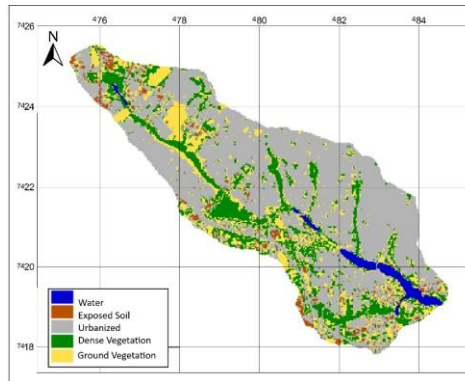 476 478 480 482 484
7426
N
7424
7422
7420
7418
Water
Exposed Soil
Urbanized
Dense Vegetation
Ground Vegetation